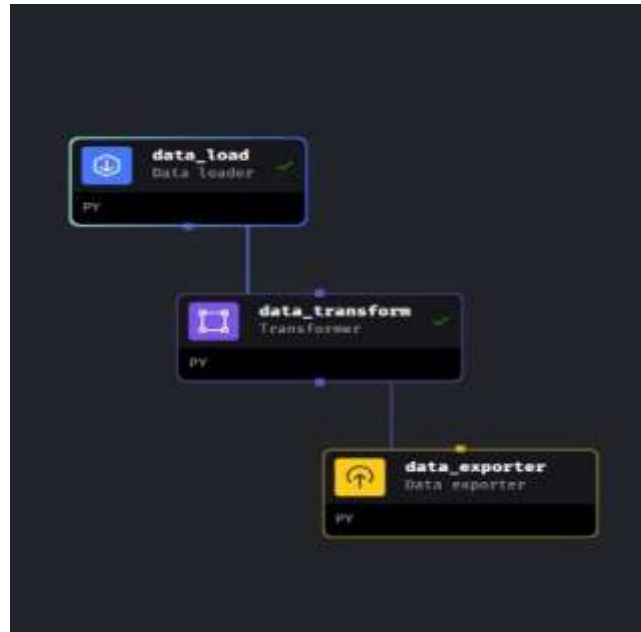 data_load
Data loader
PY
data_transform
Transformer
PY
data_exporter
Data exporter
PY